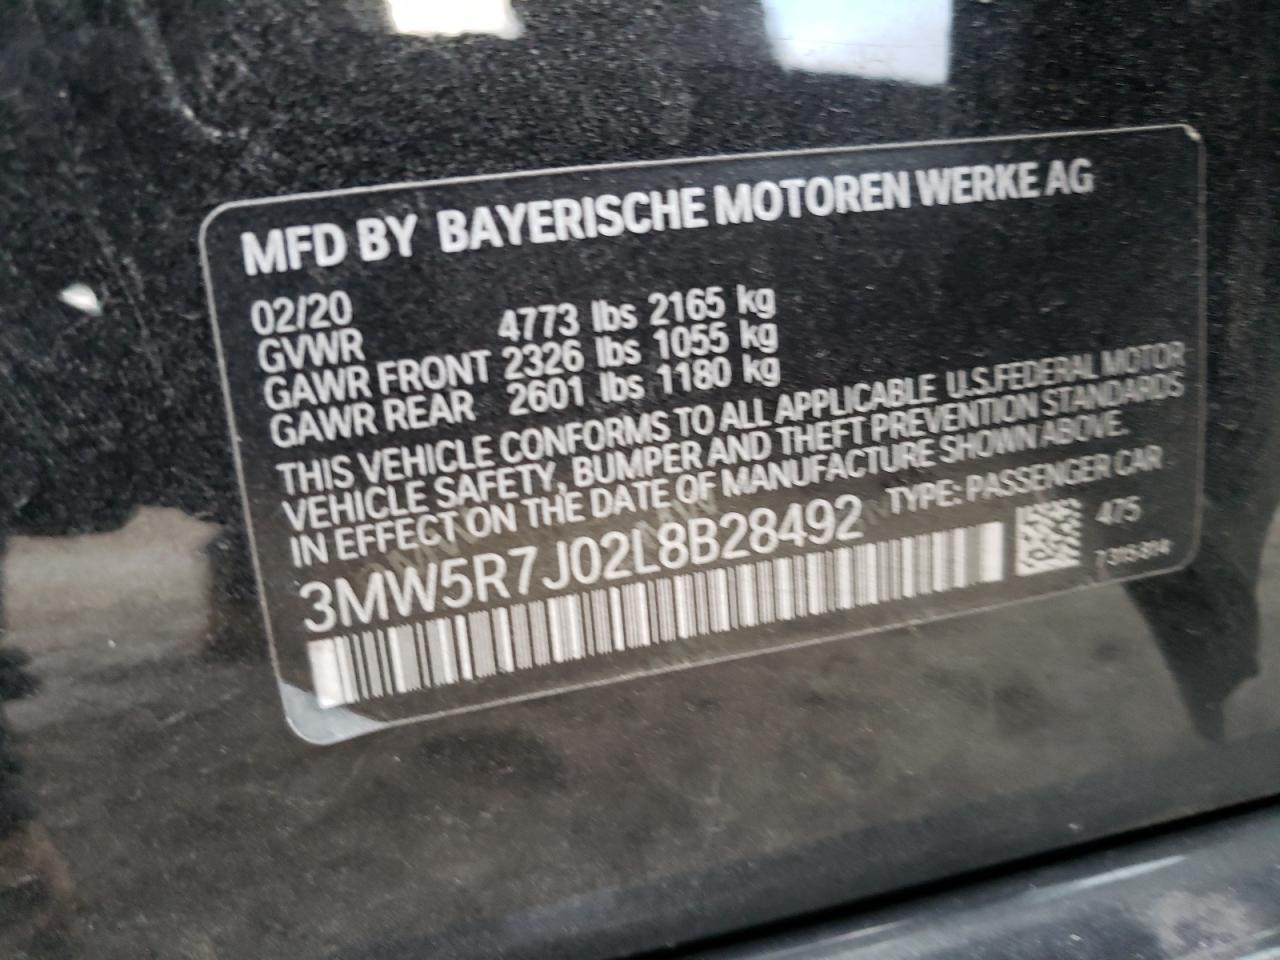 MFD BY BAYERISCHE MOTOREN WERKE AG
02/20
GVWR 4773 lbs 2165 kg
GAWR FRONT 2326 lbs 1055 kg
GAWR REAR 2601 lbs 1180 kg
THIS VEHICLE CONFORMS TO ALL APPLICABLE U.S.FEDERAL MOTOR
VEHICLE SAFETY, BUMPER AND THEFT PREVENTION STANDARDS
IN EFFECT ON THE DATE OF MANUFACTURE SHOWN ABOVE.
3MW5R7J02L8B28492 TYPE: PASSENGER CAR
475